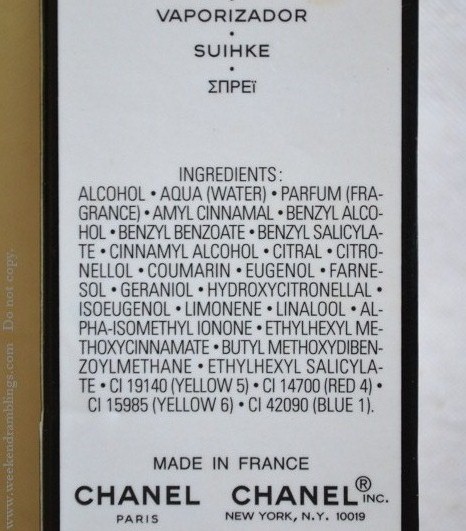 VAPORIZADOR
•
SUIHKE
•
ΣΠΡΕΪ
INGREDIENTS:
ALCOHOL • AQUA (WATER) • PARFUM (FRA-
GRANCE) • AMYL CINNAMAL • BENZYL ALCO-
HOL • BENZYL BENZOATE • BENZYL SALICYLA-
TE • CINNAMYL ALCOHOL • CITRAL • CITRO-
NELLOL • COUMARIN • EUGENOL • FARNE-
SOL • GERANIOL • HYDROXYCITRONELLAL •
ISOEUGENOL • LIMONENE • LINALOOL • AL-
PHA-ISOMETHYL IONONE • ETHYLHEXYL ME-
THOXYCINNAMATE • BUTYL METHOXYDIBEN-
ZOYLMETHANE • ETHYLHEXYL SALICYLA-
TE • CI 19140 (YELLOW 5) • CI 14700 (RED 4) •
CI 15985 (YELLOW 6) • CI 42090 (BLUE 1).
MADE IN FRANCE
CHANEL CHANEL® INC.
PARIS NEW YORK, N.Y. 10019
www.weekendramblings.com Do not copy.